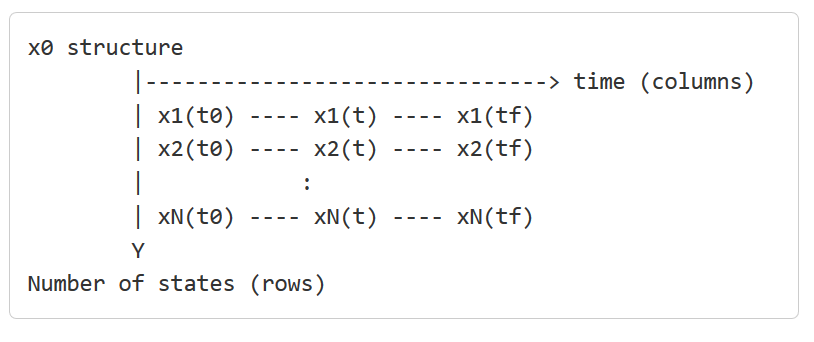 x0 structure
|-------------------------------> time (columns)
| x1(t0) ---- x1(t) ---- x1(tf)
| x2(t0) ---- x2(t) ---- x2(tf)
| :
| xN(t0) ---- xN(t) ---- xN(tf)
Y
Number of states (rows)